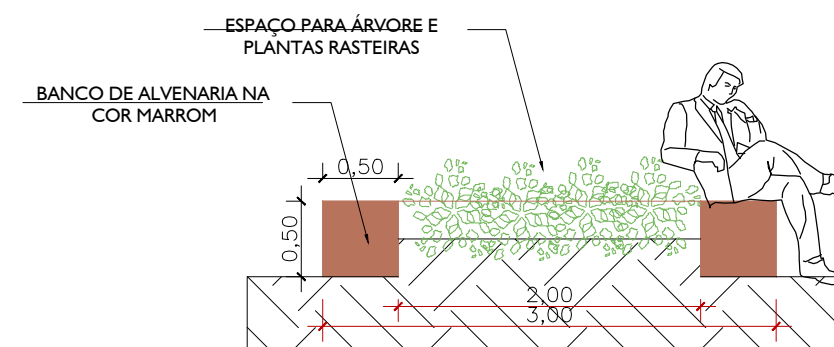 ESPAÇO PARA ÁRVORE E
PLANTAS RASTEIRAS
BANCO DE ALVENARIA NA
COR MARROM
0,50
0,50
2,00
3,00